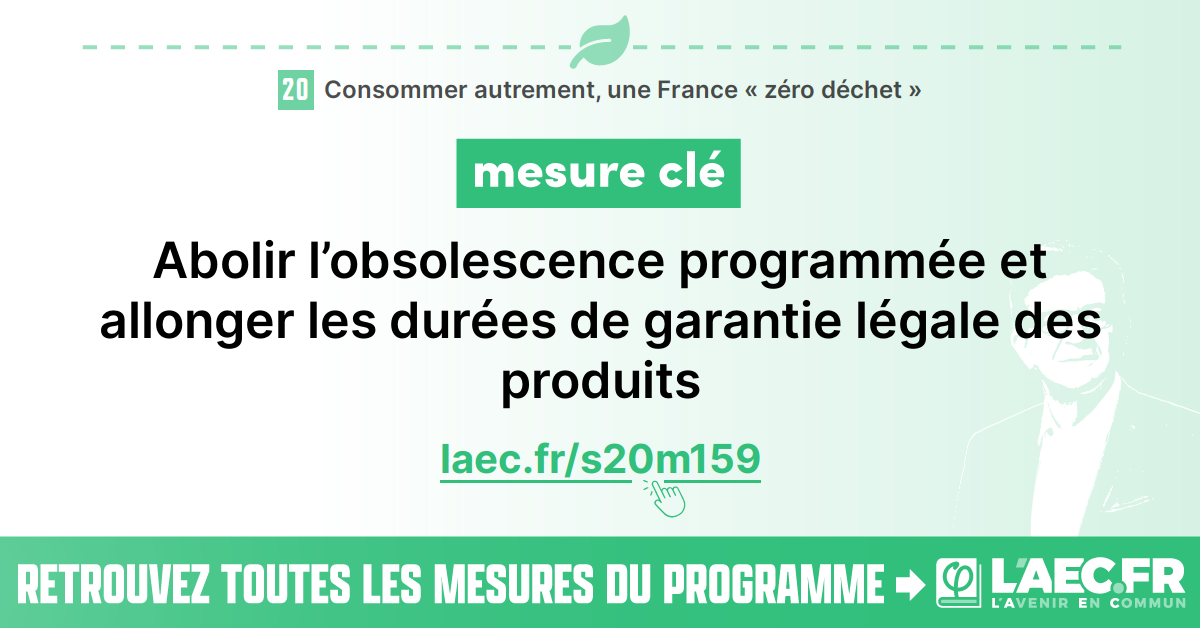 20 Consommer autrement, une France « zéro déchet »
mesure clé
Abolir l’obsolescence programmée et
allonger les durées de garantie légale des
produits
laec.fr/s20m159
RETROUVEZ TOUTES LES MESURES DU PROGRAMME
L'AEC.FR
L'AVENIR EN COMMUN